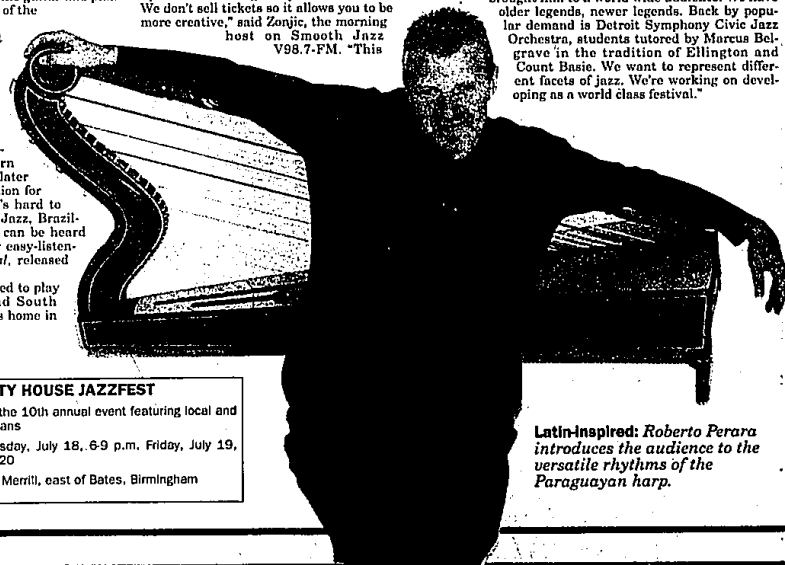 of the
We don't sell tickets so it allows you to be
more creative," said Zonjic, the morning
host on Smooth Jazz
V98.7-FM. "This
older legends, newer legends. Back by popu-
lar demand is Detroit Symphony Civic Jazz
Orchestra, students tutored by Marcus Bel-
grave in the tradition of Ellington and
Count Basie. We want to represent differ-
ent facets of jazz. We're working on devel-
oping as a world class festival."
rn
later
ion for
's hard to
Jazz, Brazil-
can be heard
easy-listen-
released
ed to play
d South
s home in
TY HOUSE JAZZFEST
the 10th annual event featuring local and
ans
sday, July 18, 6-9 p.m. Friday, July 19,
20
Merrill, east of Bates, Birmingham
Latin-inspired: Roberto Perara
introduces the audience to the
versatile rhythms of the
Paraguayan harp.